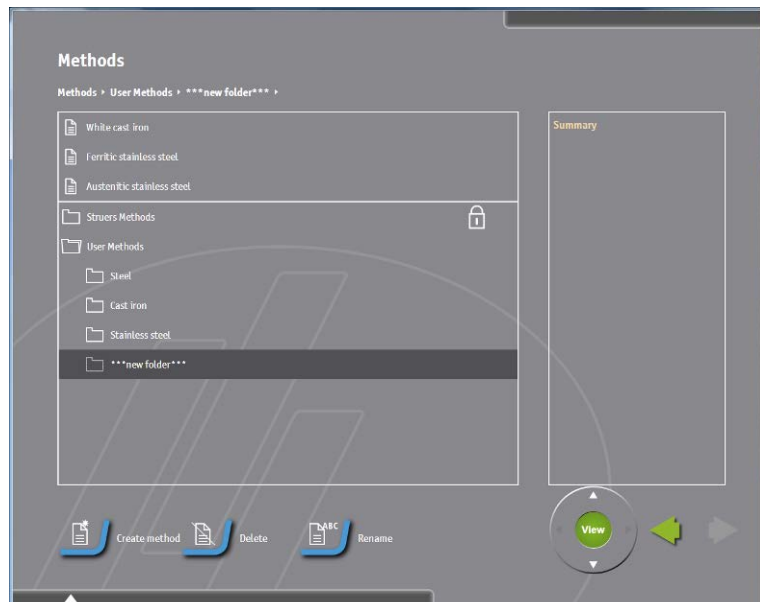 Methods
Methods ▸ User Methods ▸ ***new folder*** ▸
White cast iron
Ferritic stainless steel
Austenitic stainless steel
Struers Methods
User Methods
Steel
Cast iron
Stainless steel
***new folder***
Summary
Create method
Delete
ABC
Rename
View